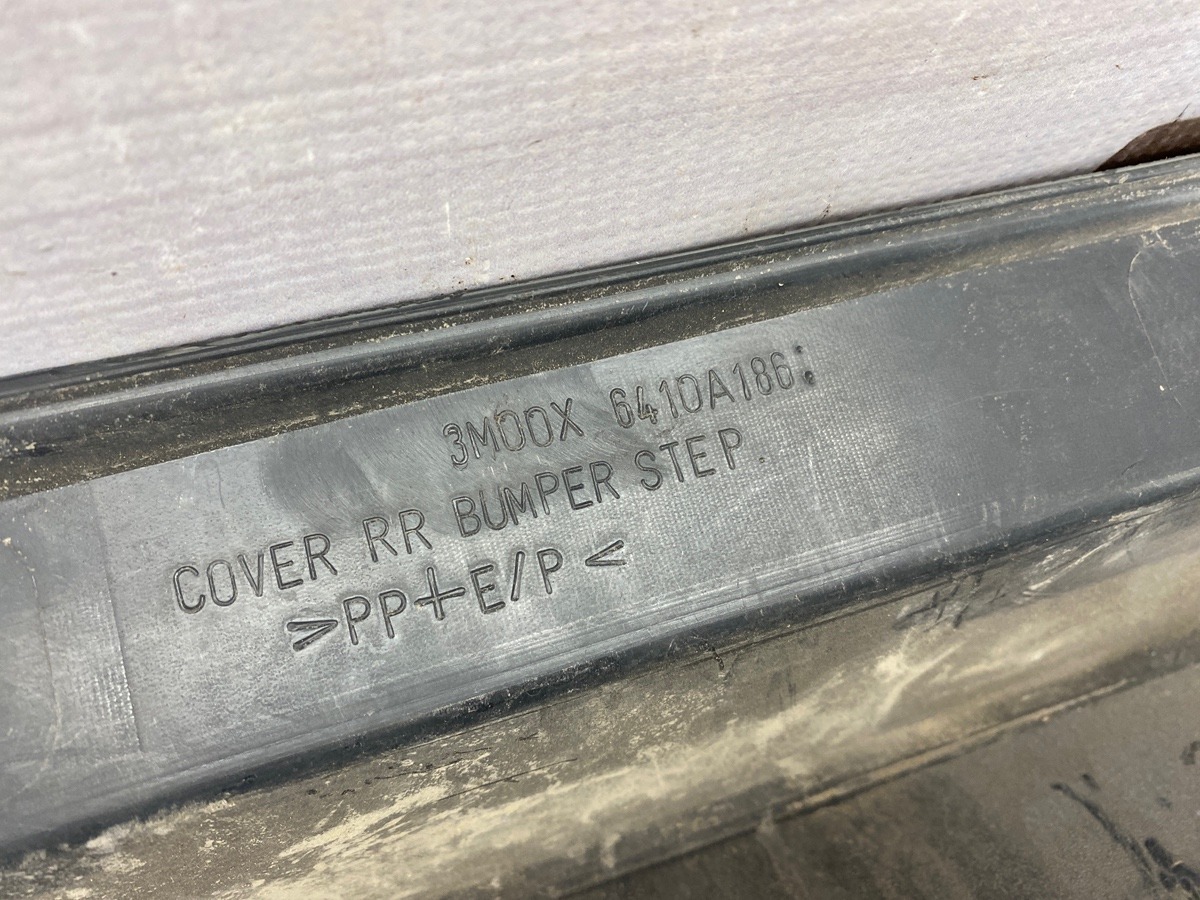 3M00X 6410A186:
COVER RR BUMPER STEP.
>PP+E/P<